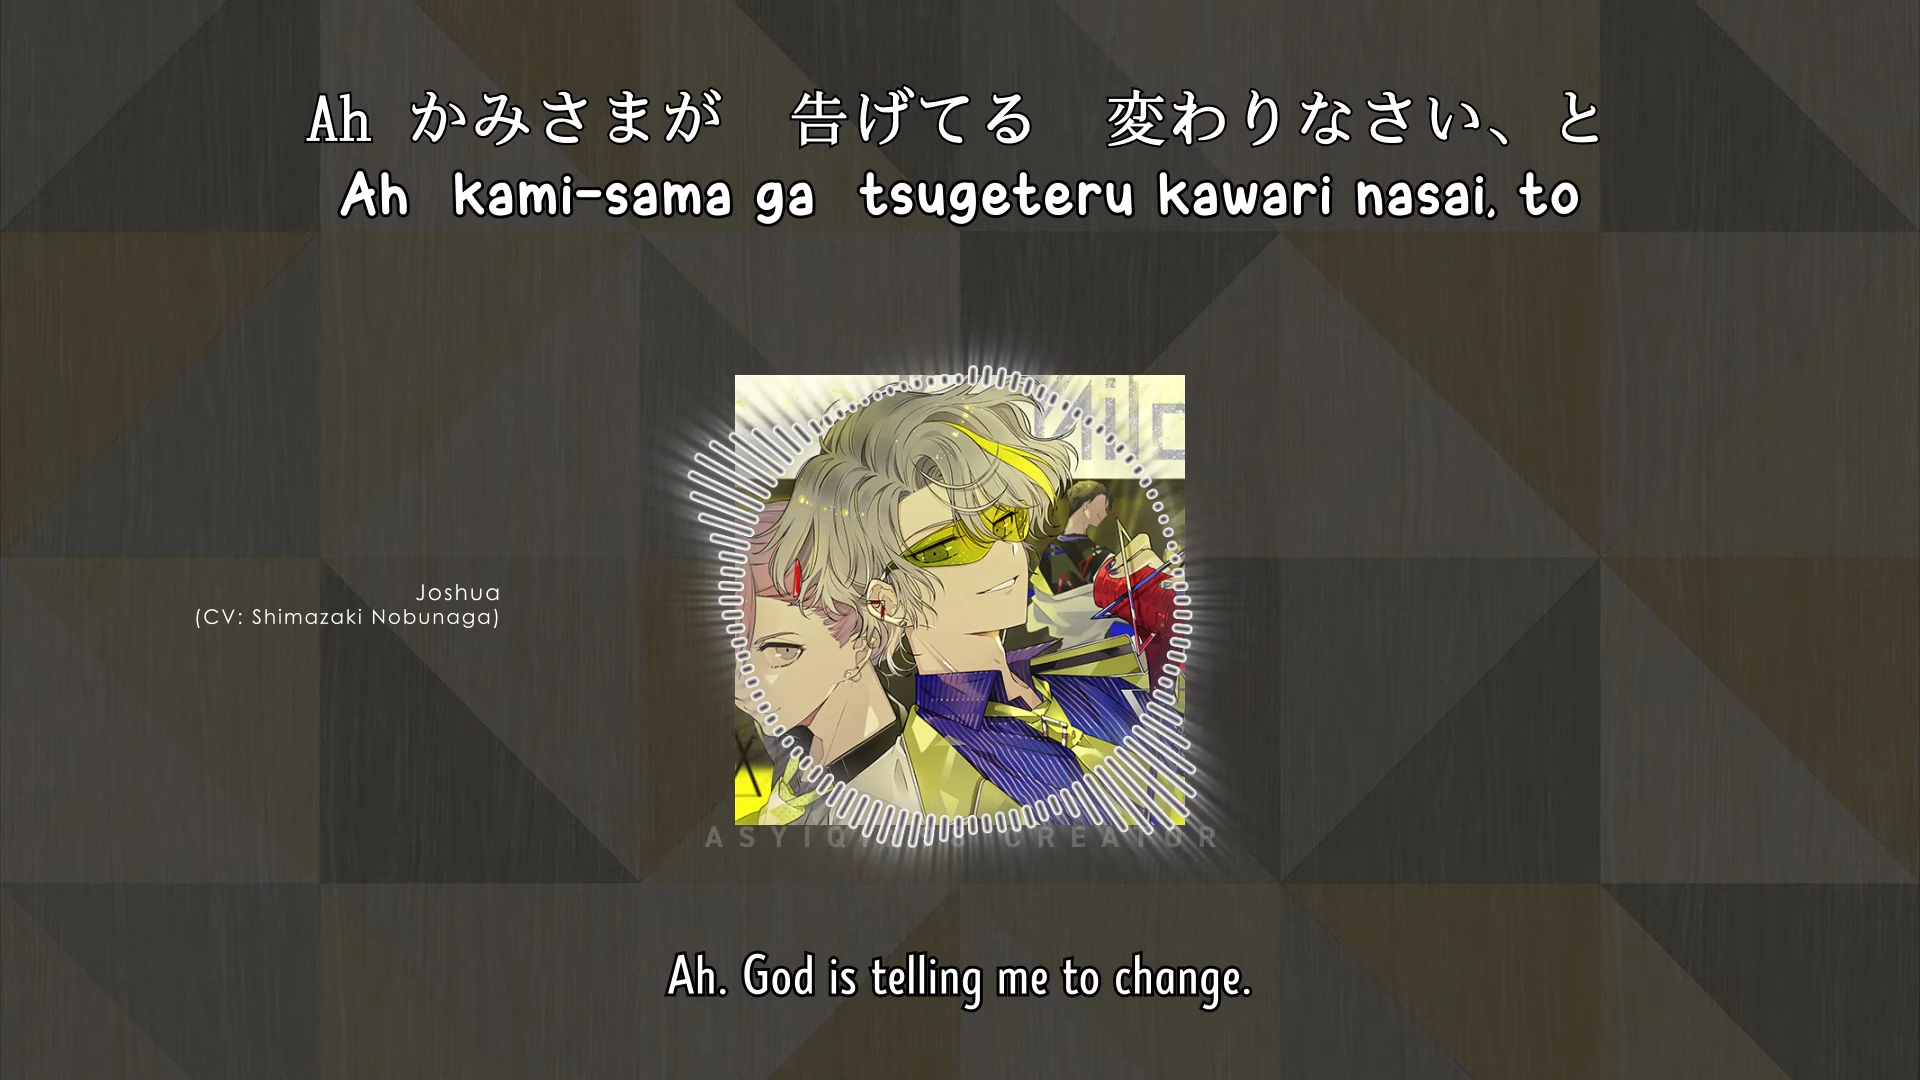 Ah かみさまが　告げてる　変わりなさい、と
Ah kami-sama ga tsugeteru kawari nasai, to
Joshua
(CV: Shimazaki Nobunaga)
CREATOR
Ah. God is telling me to change.